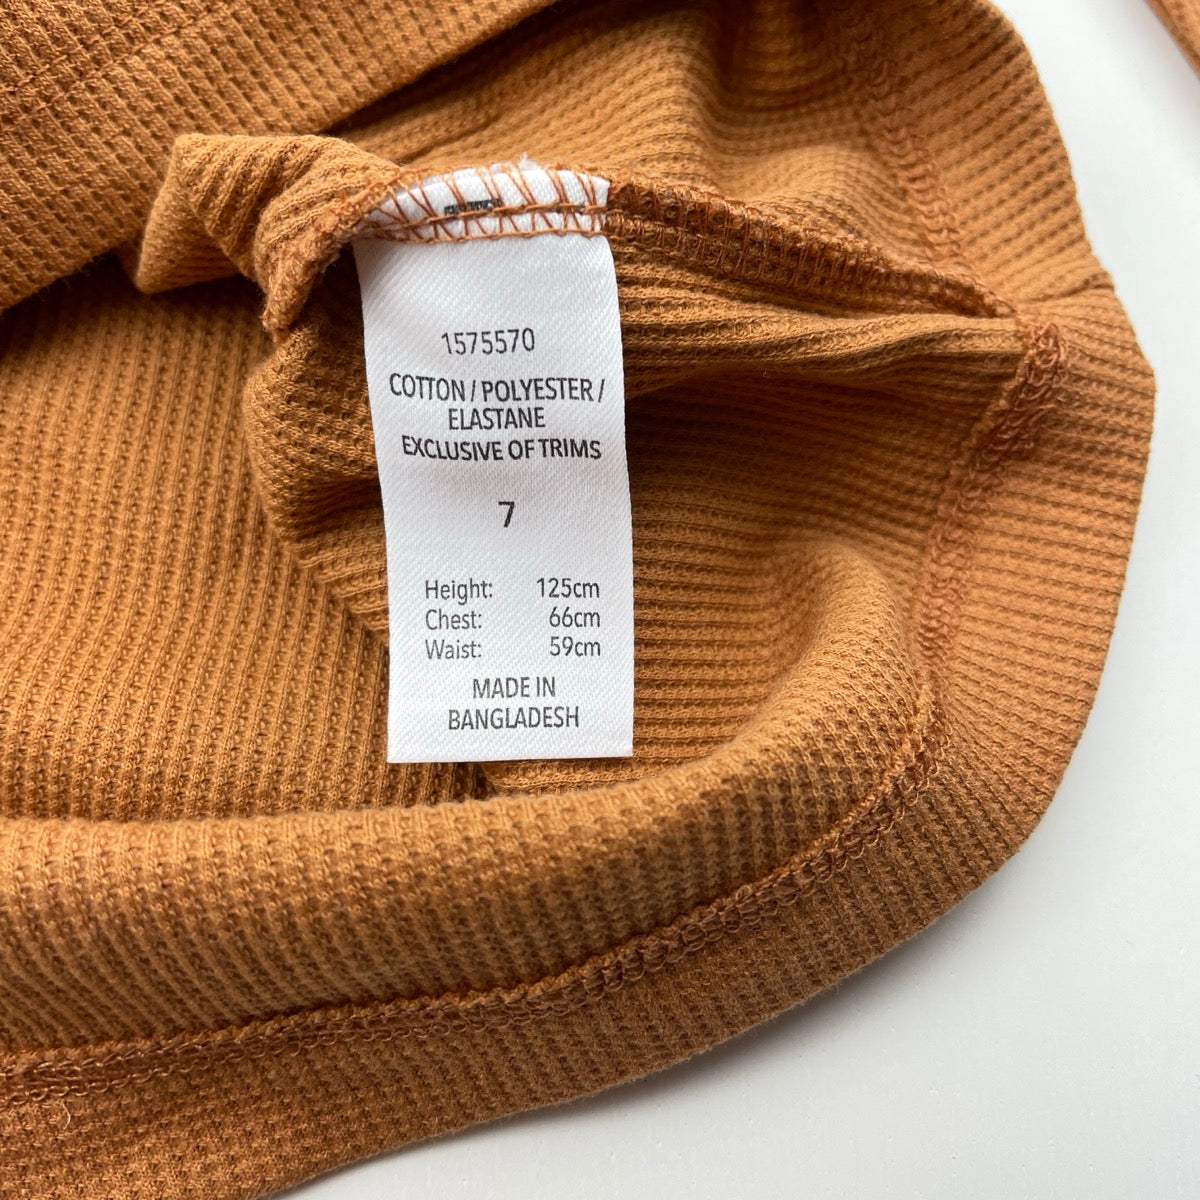 1575570
COTTON / POLYESTER /
ELASTANE
EXCLUSIVE OF TRIMS
7
Height: 125cm
Chest: 66cm
Waist: 59cm
MADE IN
BANGLADESH